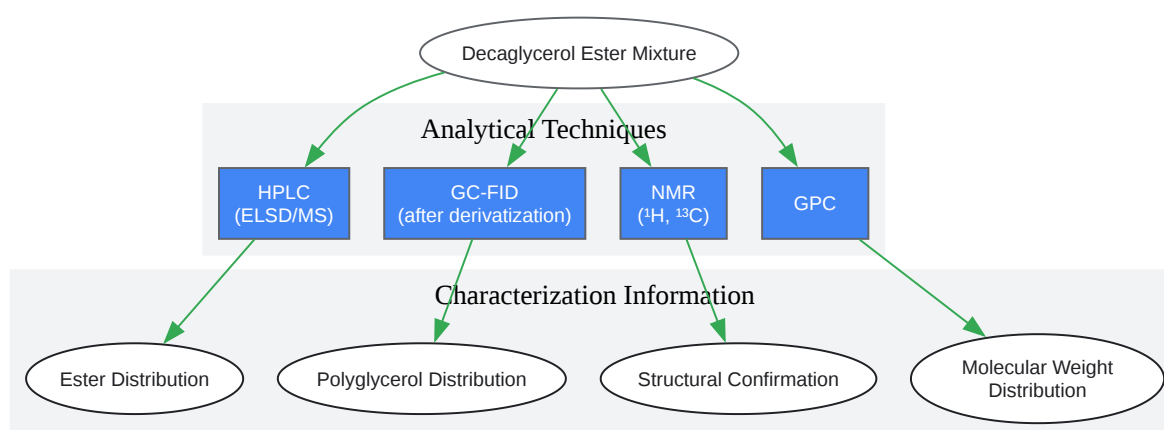 Decaglycerol Ester Mixture
Analytical Techniques
HPLC
(ELSD/MS)
GC-FID
(after derivatization)
NMR
(¹H, ¹³C)
GPC
Characterization Information
Ester Distribution
Polyglycerol Distribution
Structural Confirmation
Molecular Weight
Distribution